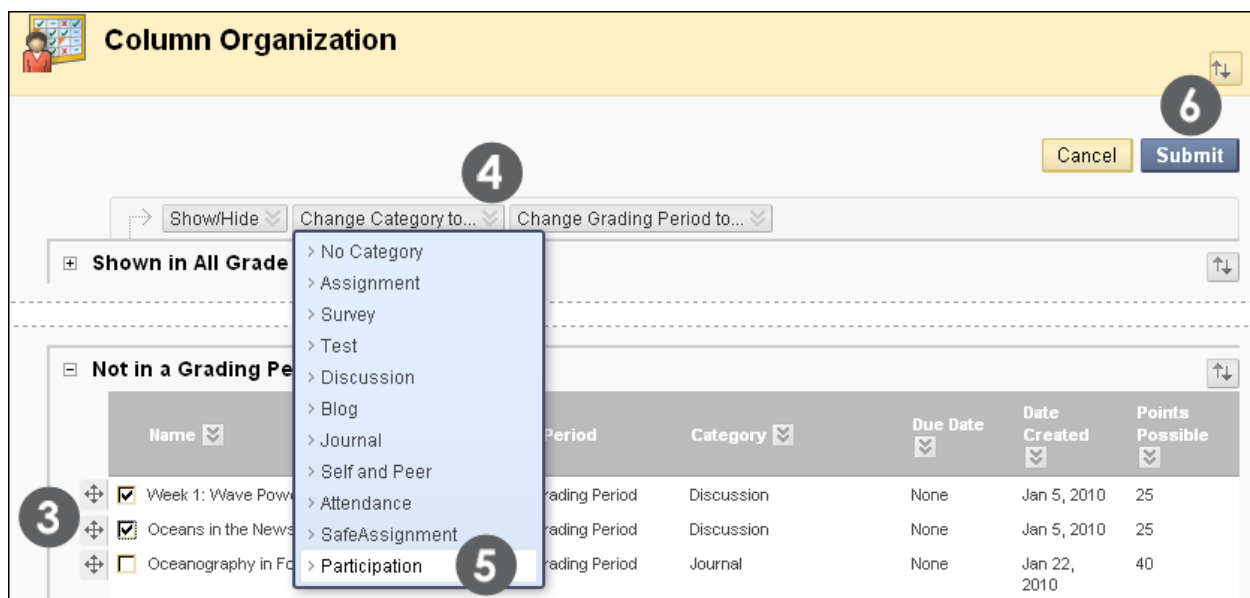 Column Organization
6
Cancel Submit
4
Show/Hide Change Category to... Change Grading Period to...
Shown in All Grade
> No Category
> Assignment
> Survey
> Test
> Discussion
> Blog
> Journal
> Self and Peer
> Attendance
> SafeAssignment
> Participation
5
Not in a Grading Pe
Name Period Category Due Date Date Created Points Possible
3
Week 1: Wave Pow rading Period Discussion None Jan 5, 2010 25
Oceans in the News rading Period Discussion None Jan 5, 2010 25
Oceanography in Fo rading Period Journal None Jan 22, 2010 40